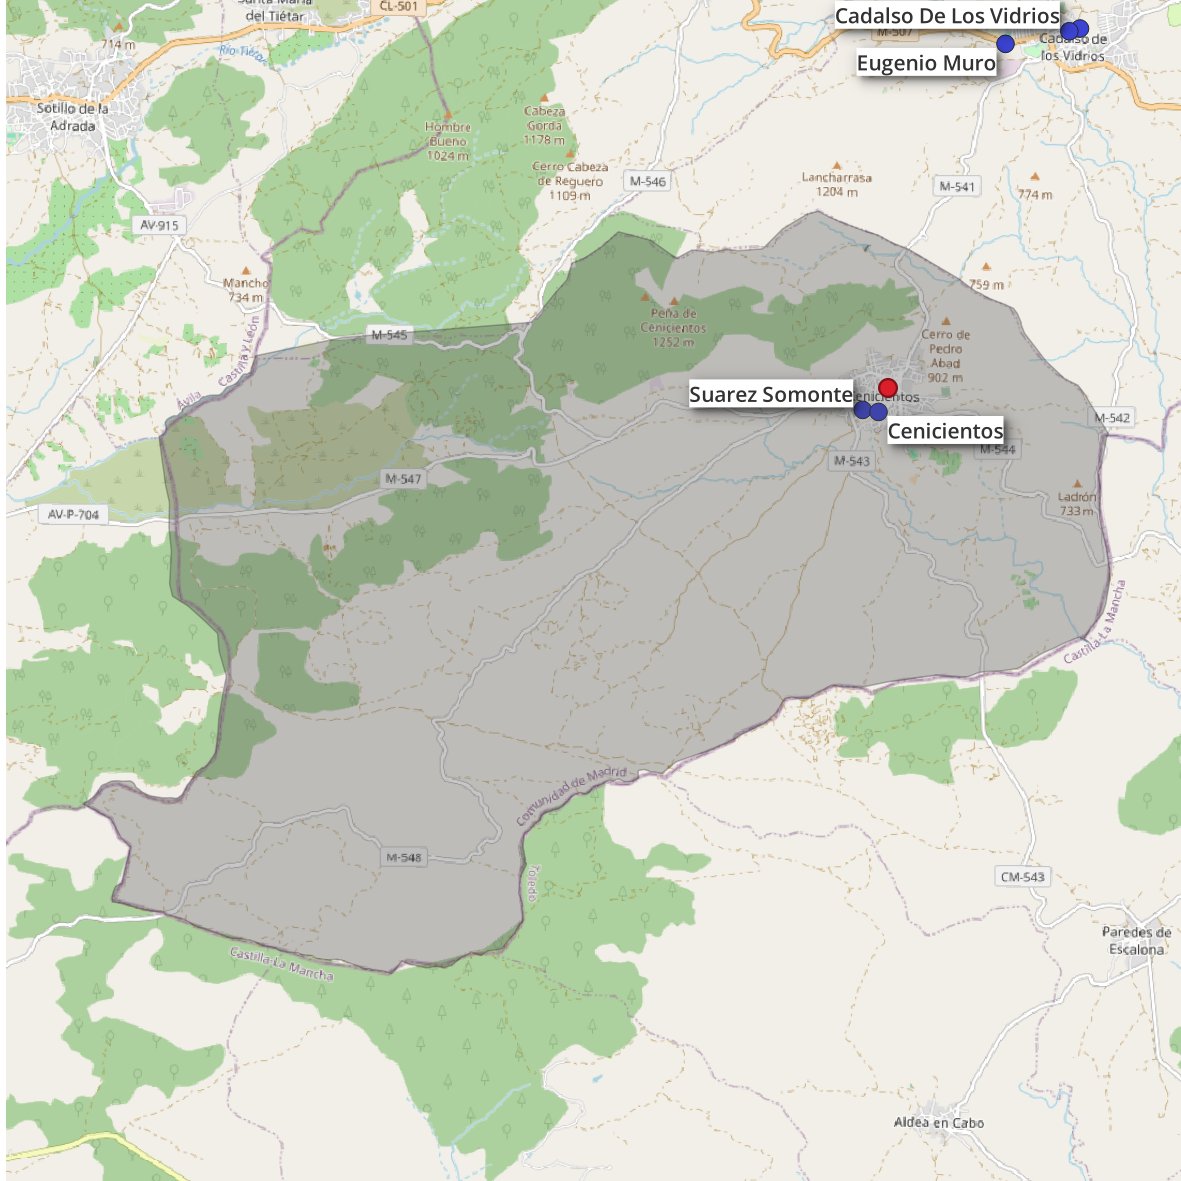 Santa María
del Tiétar
CL-501
Cadalso De Los Vidrios
M-507
Cadalso de
los Vidrios
Eugenio Muro
714 m
Río Tiétar
Sotillo de la
Adrada
Hombre
Bueno
1024 m
Cabeza
Gorda
1178 m
Cerro Cabeza
de Reguero
1109 m
M-546
Lancharrasa
1204 m
M-541
774 m
AV-915
Mancho
734 m
759 m
Peña de
Cenicientos
1252 m
M-545
Castilla y León
Ávila
Cerro de
Pedro
Abad
902 m
Suarez Somonte
Cenicientos
Cenicientos
M-542
M-544
M-543
M-547
Ladrón
733 m
AV-P-704
Castilla-La Mancha
Comunidad de Madrid
M-548
Toledo
CM-543
Paredes de
Escalona
Castilla-La Mancha
Aldea en Cabo